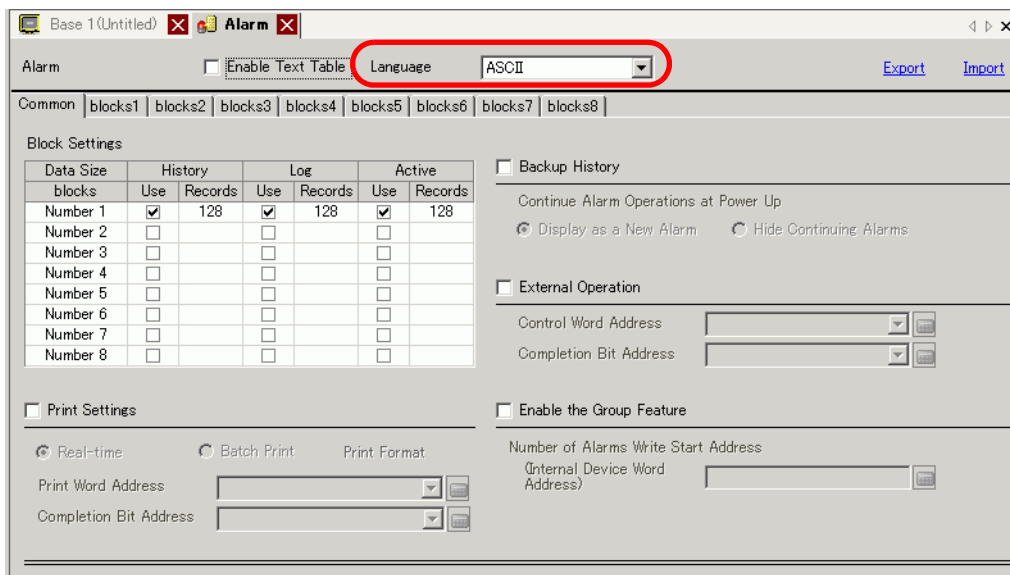 Base 1(Untitled) Alarm
Alarm Enable Text Table Language ASCII Export Import
Common blocks1 blocks2 blocks3 blocks4 blocks5 blocks6 blocks7 blocks8
Block Settings
Data Size History Log Active
blocks Use Records Use Records Use Records
Number 1 128 128 128
Number 2
Number 3
Number 4
Number 5
Number 6
Number 7
Number 8
Backup History
Continue Alarm Operations at Power Up
Display as a New Alarm Hide Continuing Alarms
External Operation
Control Word Address
Completion Bit Address
Print Settings
Real-time Batch Print Print Format
Print Word Address
Completion Bit Address
Enable the Group Feature
Number of Alarms Write Start Address
(Internal Device Word
Address)